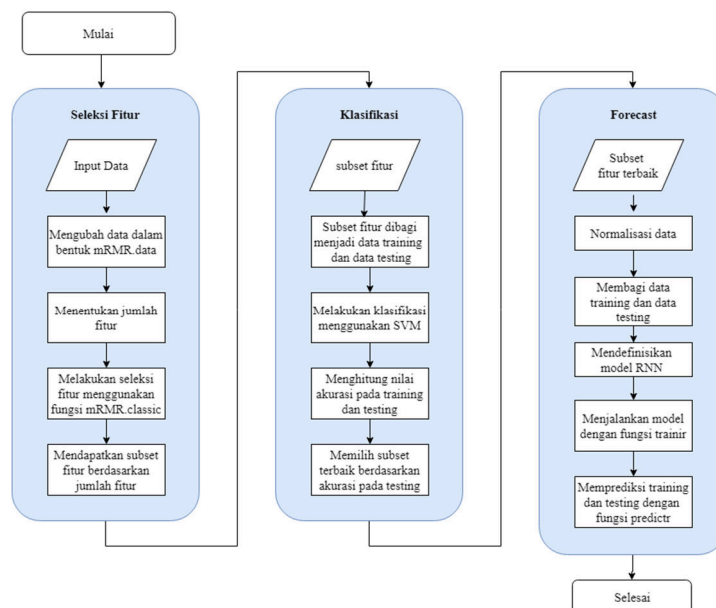 Mulai
Seleksi Fitur
Input Data
Mengubah data dalam
bentuk mRMR.data
Menentukan jumlah
fitur
Melakukan seleksi
fitur menggunakan
fungsi mRMR.classic
Mendapatkan subset
fitur berdasarkan
jumlah fitur
Klasifikasi
subset fitur
Subset fitur dibagi
menjadi data training
dan data testing
Melakukan klasifikasi
menggunakan SVM
Menghitung nilai
akurasi pada training
dan testing
Memilih subset
terbaik berdasarkan
akurasi pada testing
Forecast
Subset
fitur terbaik
Normalisasi data
Membagi data
training dan data
testing
Mendefinisikan
model RNN
Menjalankan model
dengan fungsi trainir
Memprediksi training
dan testing dengan
fungsi predictr
Selesai